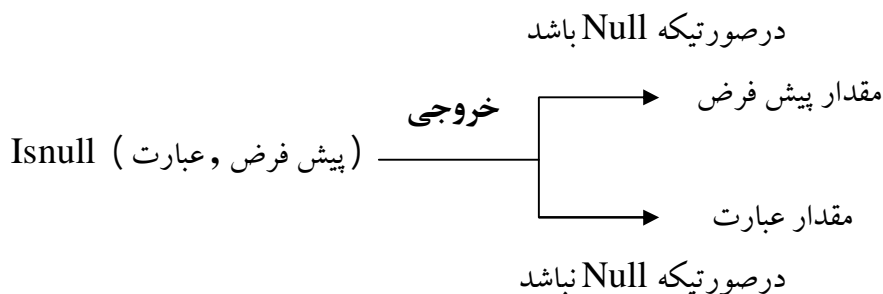 درصورتیکه Null باشد
مقدار پیش فرض
خروجی
Isnull ( عبارت , پیش فرض )
مقدار عبارت
درصورتیکه Null نباشد